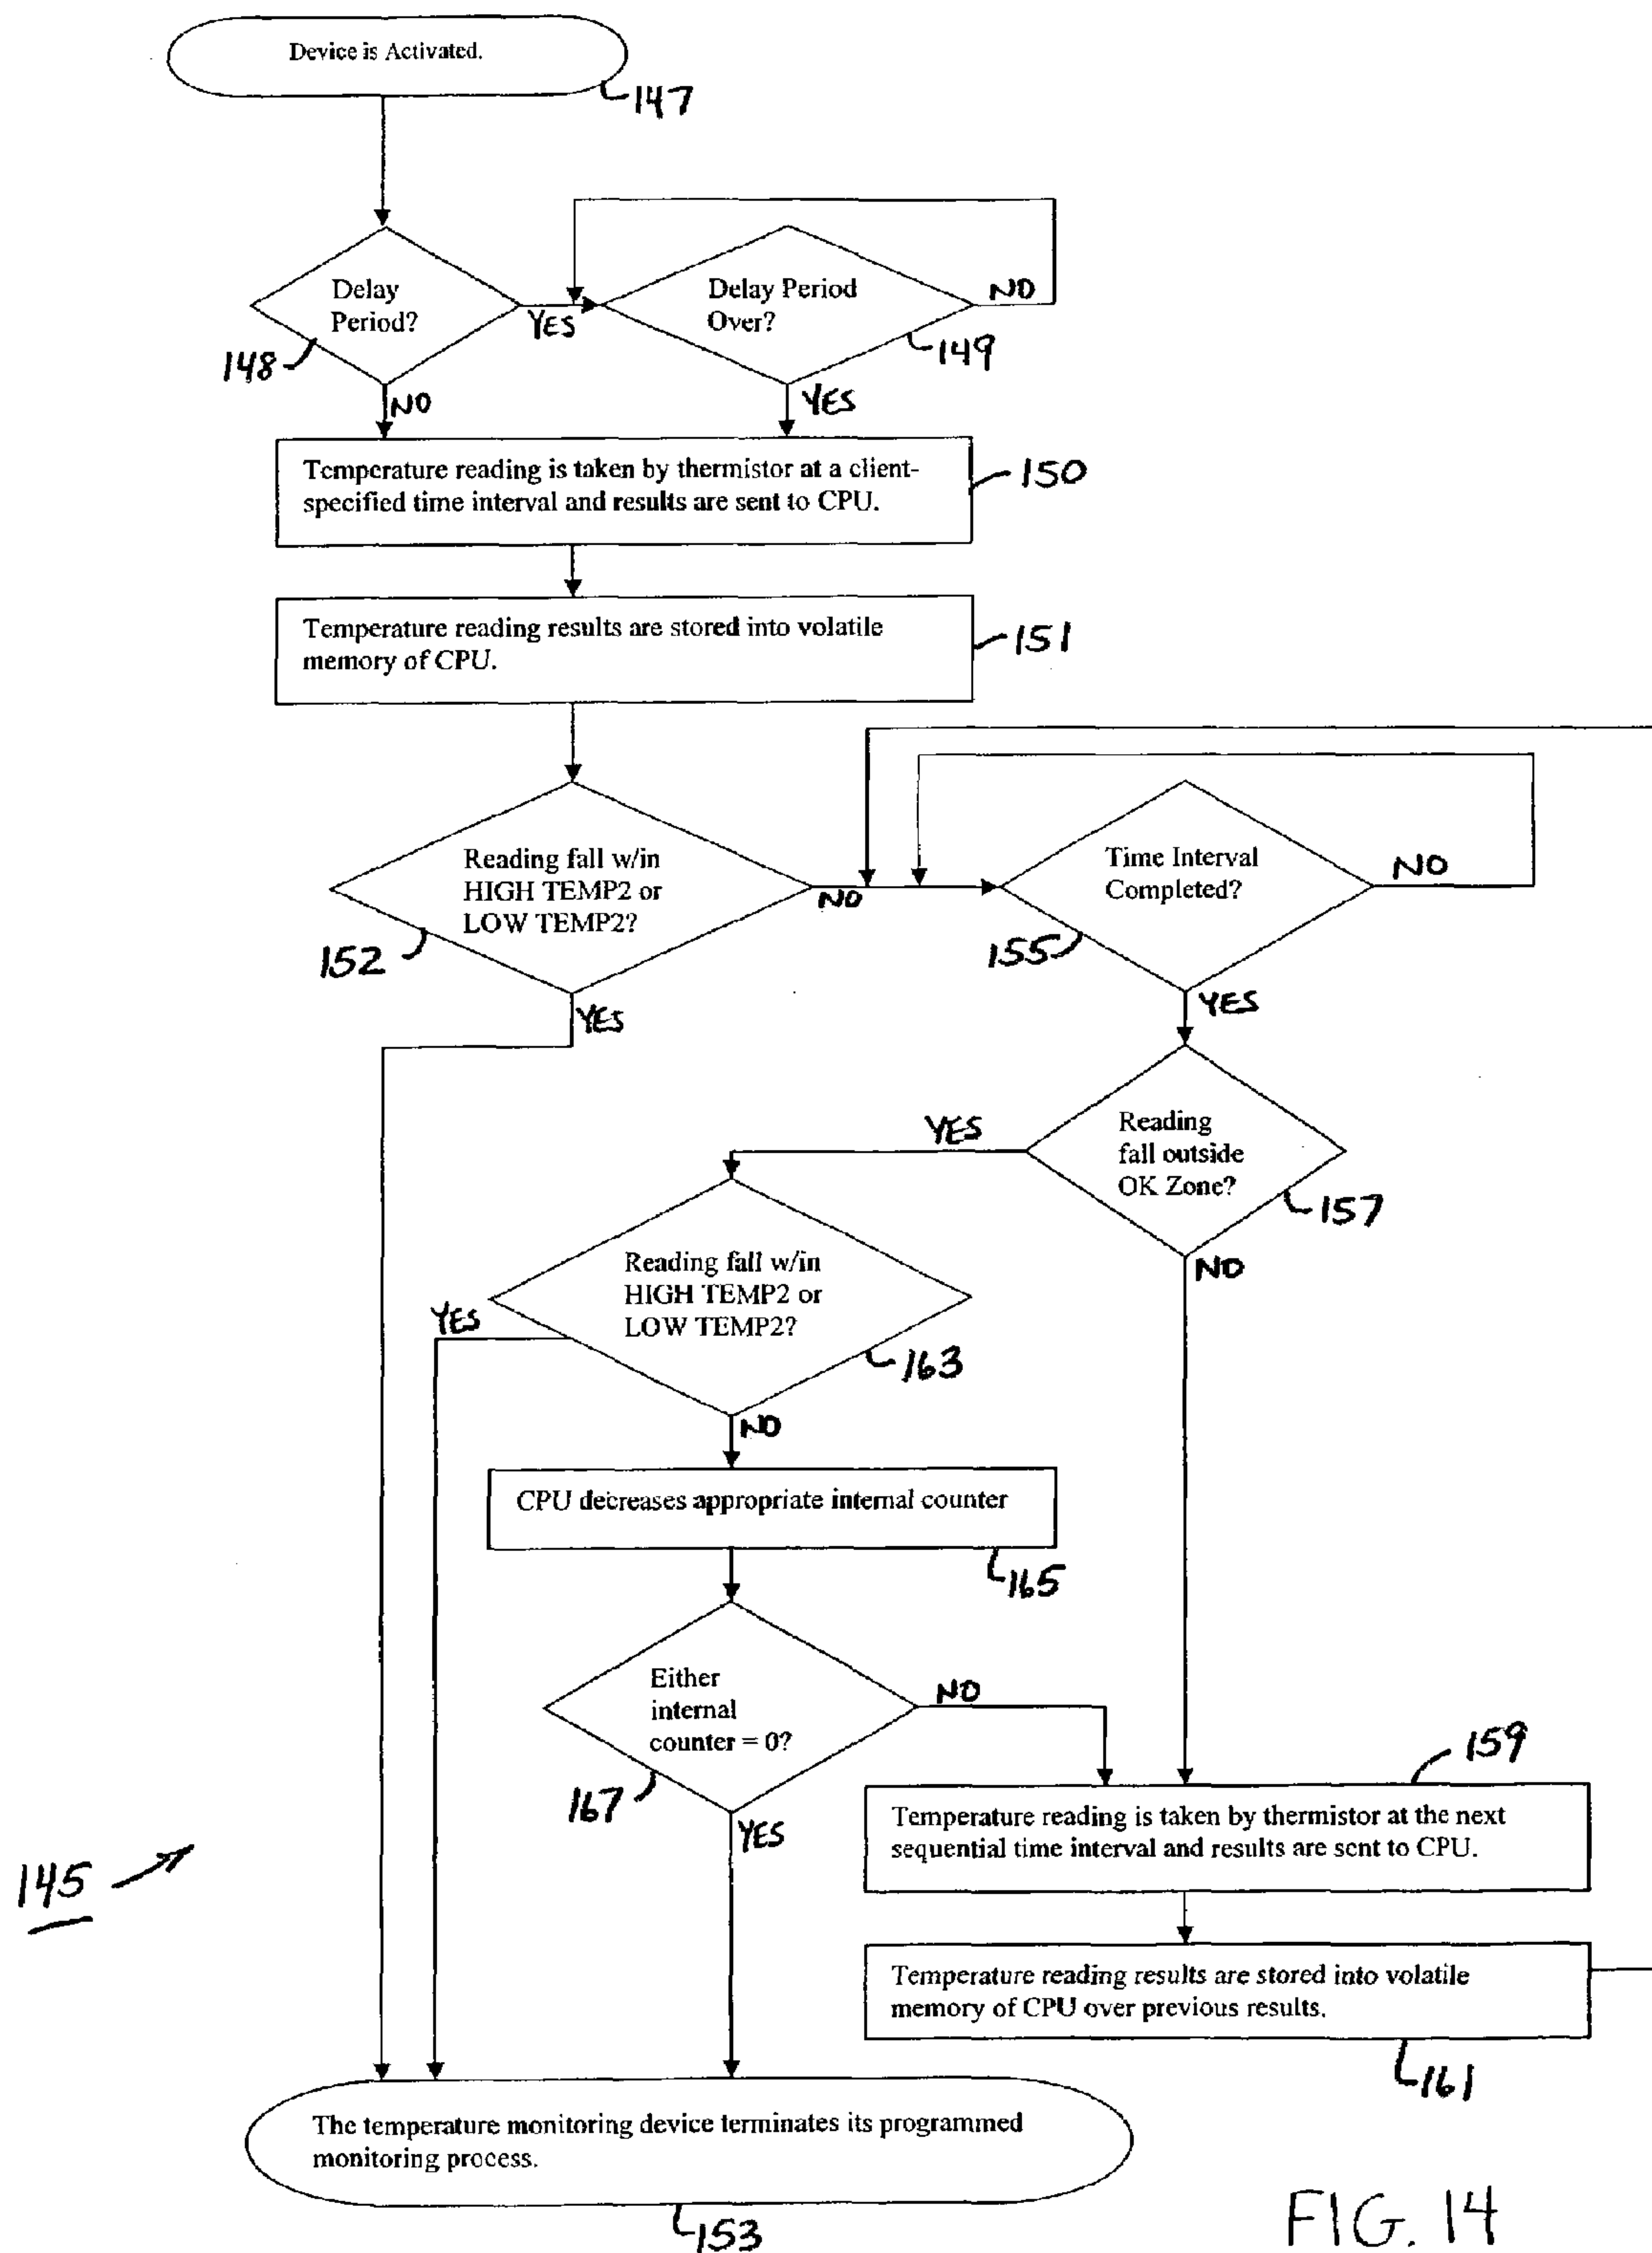 Device is Activated.
147
Delay
Period?
148
YES
NO
Delay Period
Over?
NO
149
YES
Temperature reading is taken by thermistor at a client-
specified time interval and results are sent to CPU.
150
Temperature reading results are stored into volatile
memory of CPU.
151
Reading fall w/in
HIGH TEMP2 or
LOW TEMP2?
152
NO
YES
Time Interval
Completed?
NO
155
YES
Reading
fall outside
OK Zone?
YES
157
NO
Reading fall w/in
HIGH TEMP2 or
LOW TEMP2?
YES
163
NO
CPU decreases appropriate internal counter
165
Either
internal
counter = 0?
NO
167
YES
159
Temperature reading is taken by thermistor at the next
sequential time interval and results are sent to CPU.
145
Temperature reading results are stored into volatile
memory of CPU over previous results.
161
The temperature monitoring device terminates its programmed
monitoring process.
153
FIG. 14